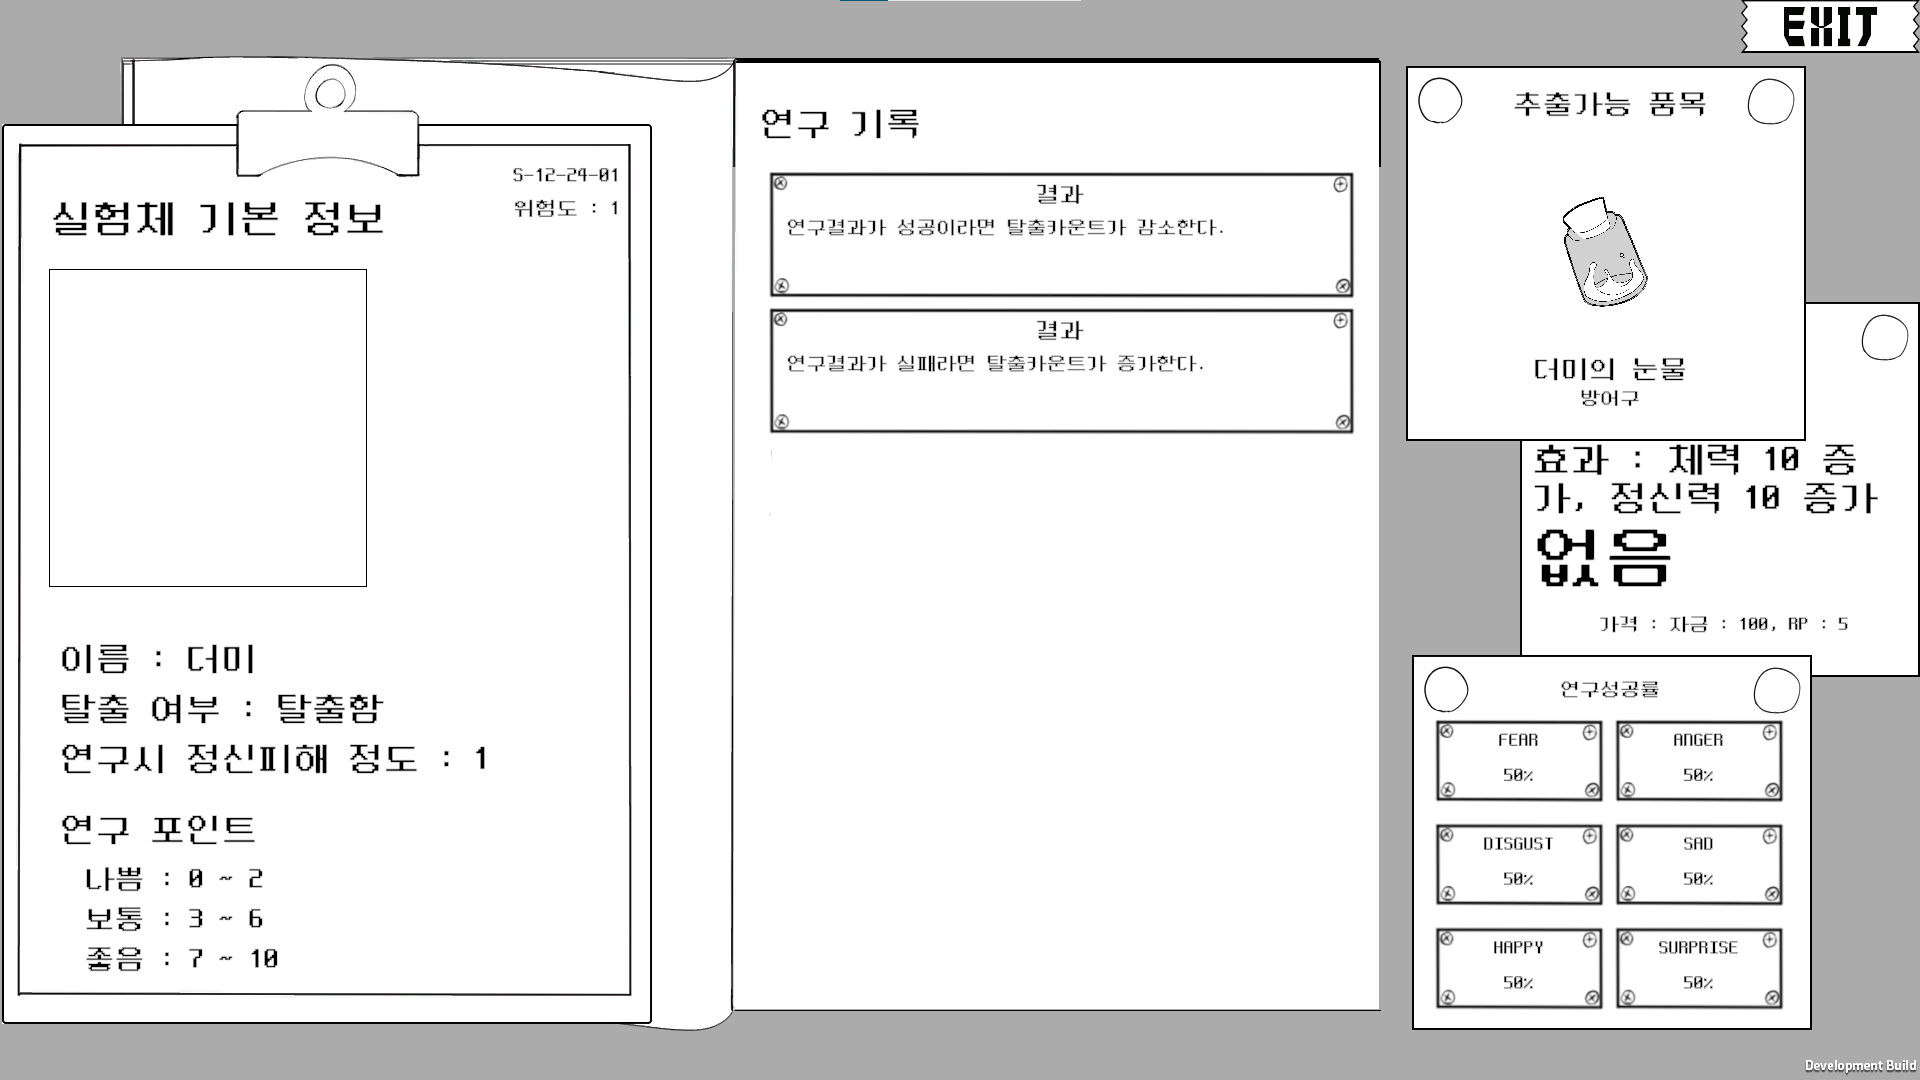 EXIT
S-12-24-01
위험도 : 1
실험체 기본 정보
이름 : 더미
탈출 여부 : 탈출함
연구시 정신피해 정도 : 1
연구 포인트
나쁨 : 0 ~ 2
보통 : 3 ~ 6
좋음 : 7 ~ 10
연구 기록
결과
연구결과가 성공이라면 탈출카운트가 감소한다.
결과
연구결과가 실패라면 탈출카운트가 증가한다.
추출가능 품목
더미의 눈물
방어구
효과 : 체력 10 증
가, 정신력 10 증가
없음
가격 : 자금 : 100, RP : 5
연구성공률
FEAR
50%
ANGER
50%
DISGUST
50%
SAD
50%
HAPPY
50%
SURPRISE
50%
Development Build